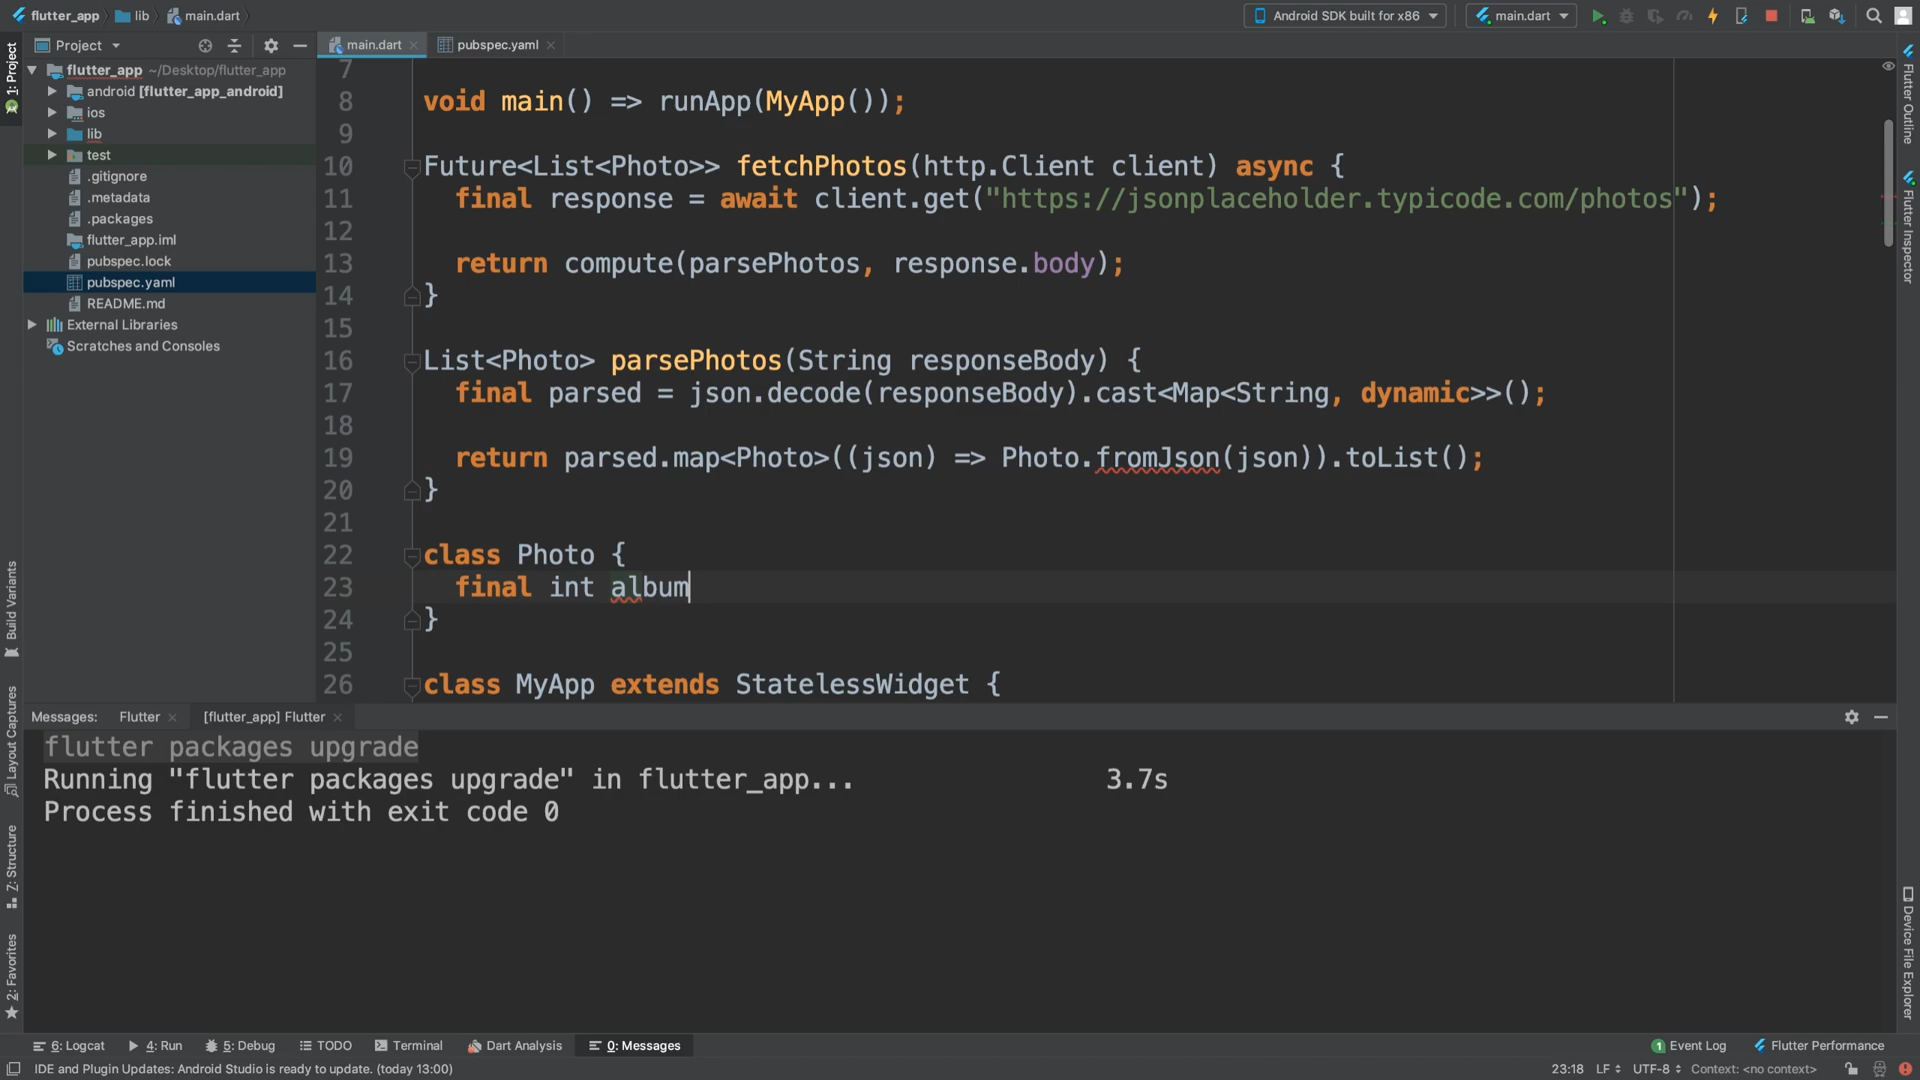 flutter_app lib main.dart Android SDK built for x86 main.dart
1: Project
Project
main.dart pubspec.yaml
flutter_app ~/Desktop/flutter_app
android [flutter_app_android]
ios
lib
test
.gitignore
.metadata
.packages
flutter_app.iml
pubspec.lock
pubspec.yaml
README.md
External Libraries
Scratches and Consoles
7
8 void main() => runApp(MyApp());
9
10 Future<List<Photo>> fetchPhotos(http.Client client) async {
11 final response = await client.get("https://jsonplaceholder.typicode.com/photos");
12
13 return compute(parsePhotos, response.body);
14 }
15
16 List<Photo> parsePhotos(String responseBody) {
17 final parsed = json.decode(responseBody).cast<Map<String, dynamic>>();
18
19 return parsed.map<Photo>((json) => Photo.fromJson(json)).toList();
20 }
21
22 class Photo {
23 final int album
24 }
25
26 class MyApp extends StatelessWidget {
Flutter Outline
Flutter Inspector
Device File Explorer
Build Variants
Layout Captures
Z: Structure
2: Favorites
Messages: Flutter [flutter_app] Flutter
flutter packages upgrade
Running "flutter packages upgrade" in flutter_app... 3.7s
Process finished with exit code 0
6: Logcat 4: Run 5: Debug TODO Terminal Dart Analysis 0: Messages 1 Event Log Flutter Performance
IDE and Plugin Updates: Android Studio is ready to update. (today 13:00) 23:18 LF UTF-8 Context: <no context>